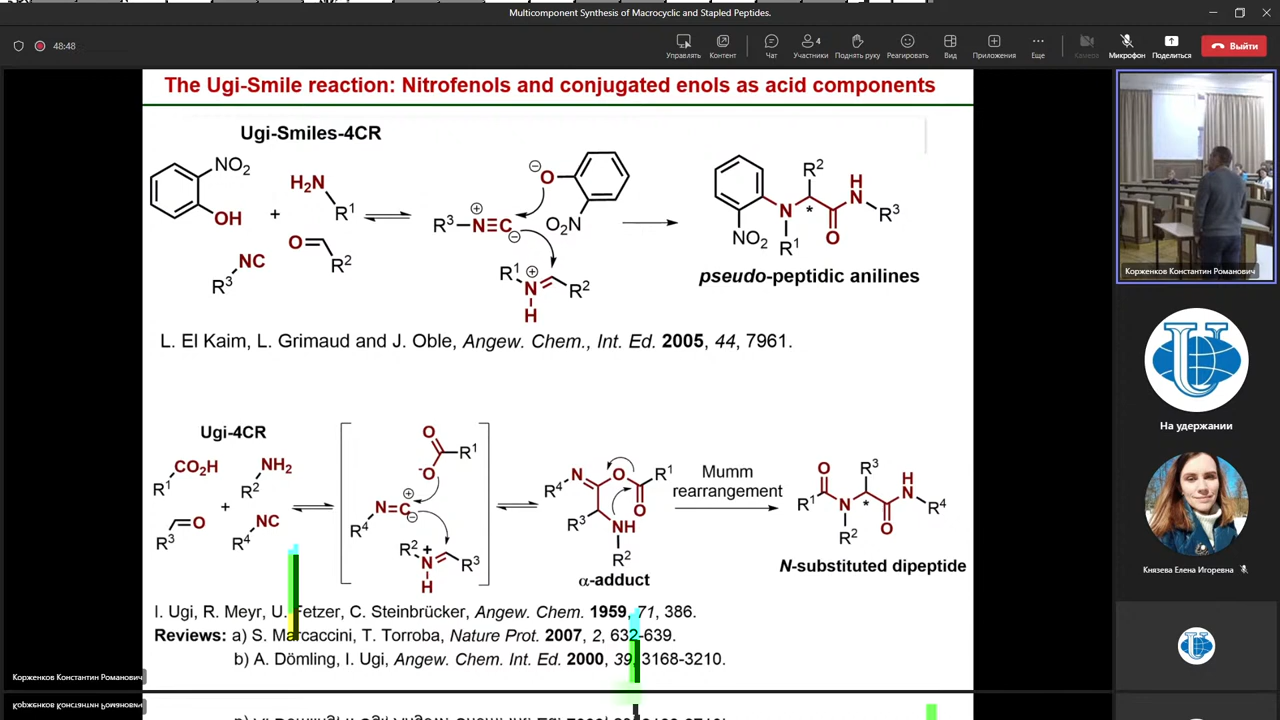 Multicomponent Synthesis of Macrocyclic and Stapled Peptides.
48:48
Управлять
Контент
Чат
4
Участники
Поднять руку
Реагировать
Вид
Приложения
Еще
Камера
Микрофон
Поделиться
Выйти
The Ugi-Smile reaction: Nitrofenols and conjugated enols as acid components
Ugi-Smiles-4CR
NO2
OH
+
H2N
R1
O
R2
NC
R3
R3 N≡C
O
O2N
R1
N
H
R2
N
NO2
R1
R2
*
O
H
N
R3
pseudo-peptidic anilines
L. El Kaim, L. Grimaud and J. Oble, Angew. Chem., Int. Ed. 2005, 44, 7961.
Ugi-4CR
CO2H
R1
NH2
R2
+
O
R3
NC
R4
O
R1
-O
N=C
R4
R2
+
N
H
R3
N
R4
O
R1
O
R3
NH
R2
α-adduct
Mumm
rearrangement
O
R1
N
R2
R3
*
O
H
N
R4
N-substituted dipeptide
I. Ugi, R. Meyr, U. Fetzer, C. Steinbrücker, Angew. Chem. 1959, 71, 386.
Reviews: a) S. Marcaccini, T. Torroba, Nature Prot. 2007, 2, 632-639.
b) A. Dömling, I. Ugi, Angew. Chem. Int. Ed. 2000, 39, 3168-3210.
Корженков Константин Романович
Корженков Константин Романович
На удержании
Князева Елена Игоревна